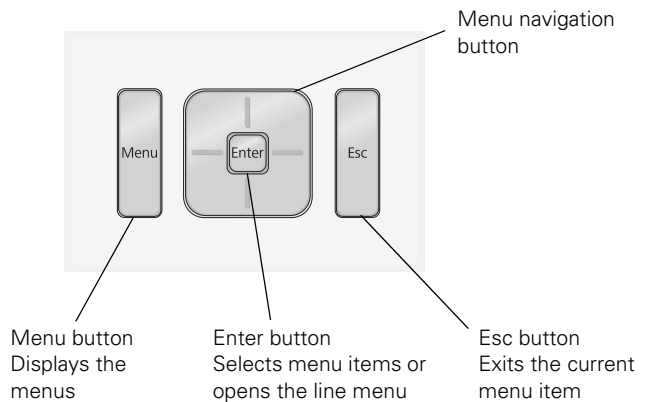 Menu navigation
button
Menu
Enter
Esc
Menu button
Displays the
menus
Enter button
Selects menu items or
opens the line menu
Esc button
Exits the current
menu item